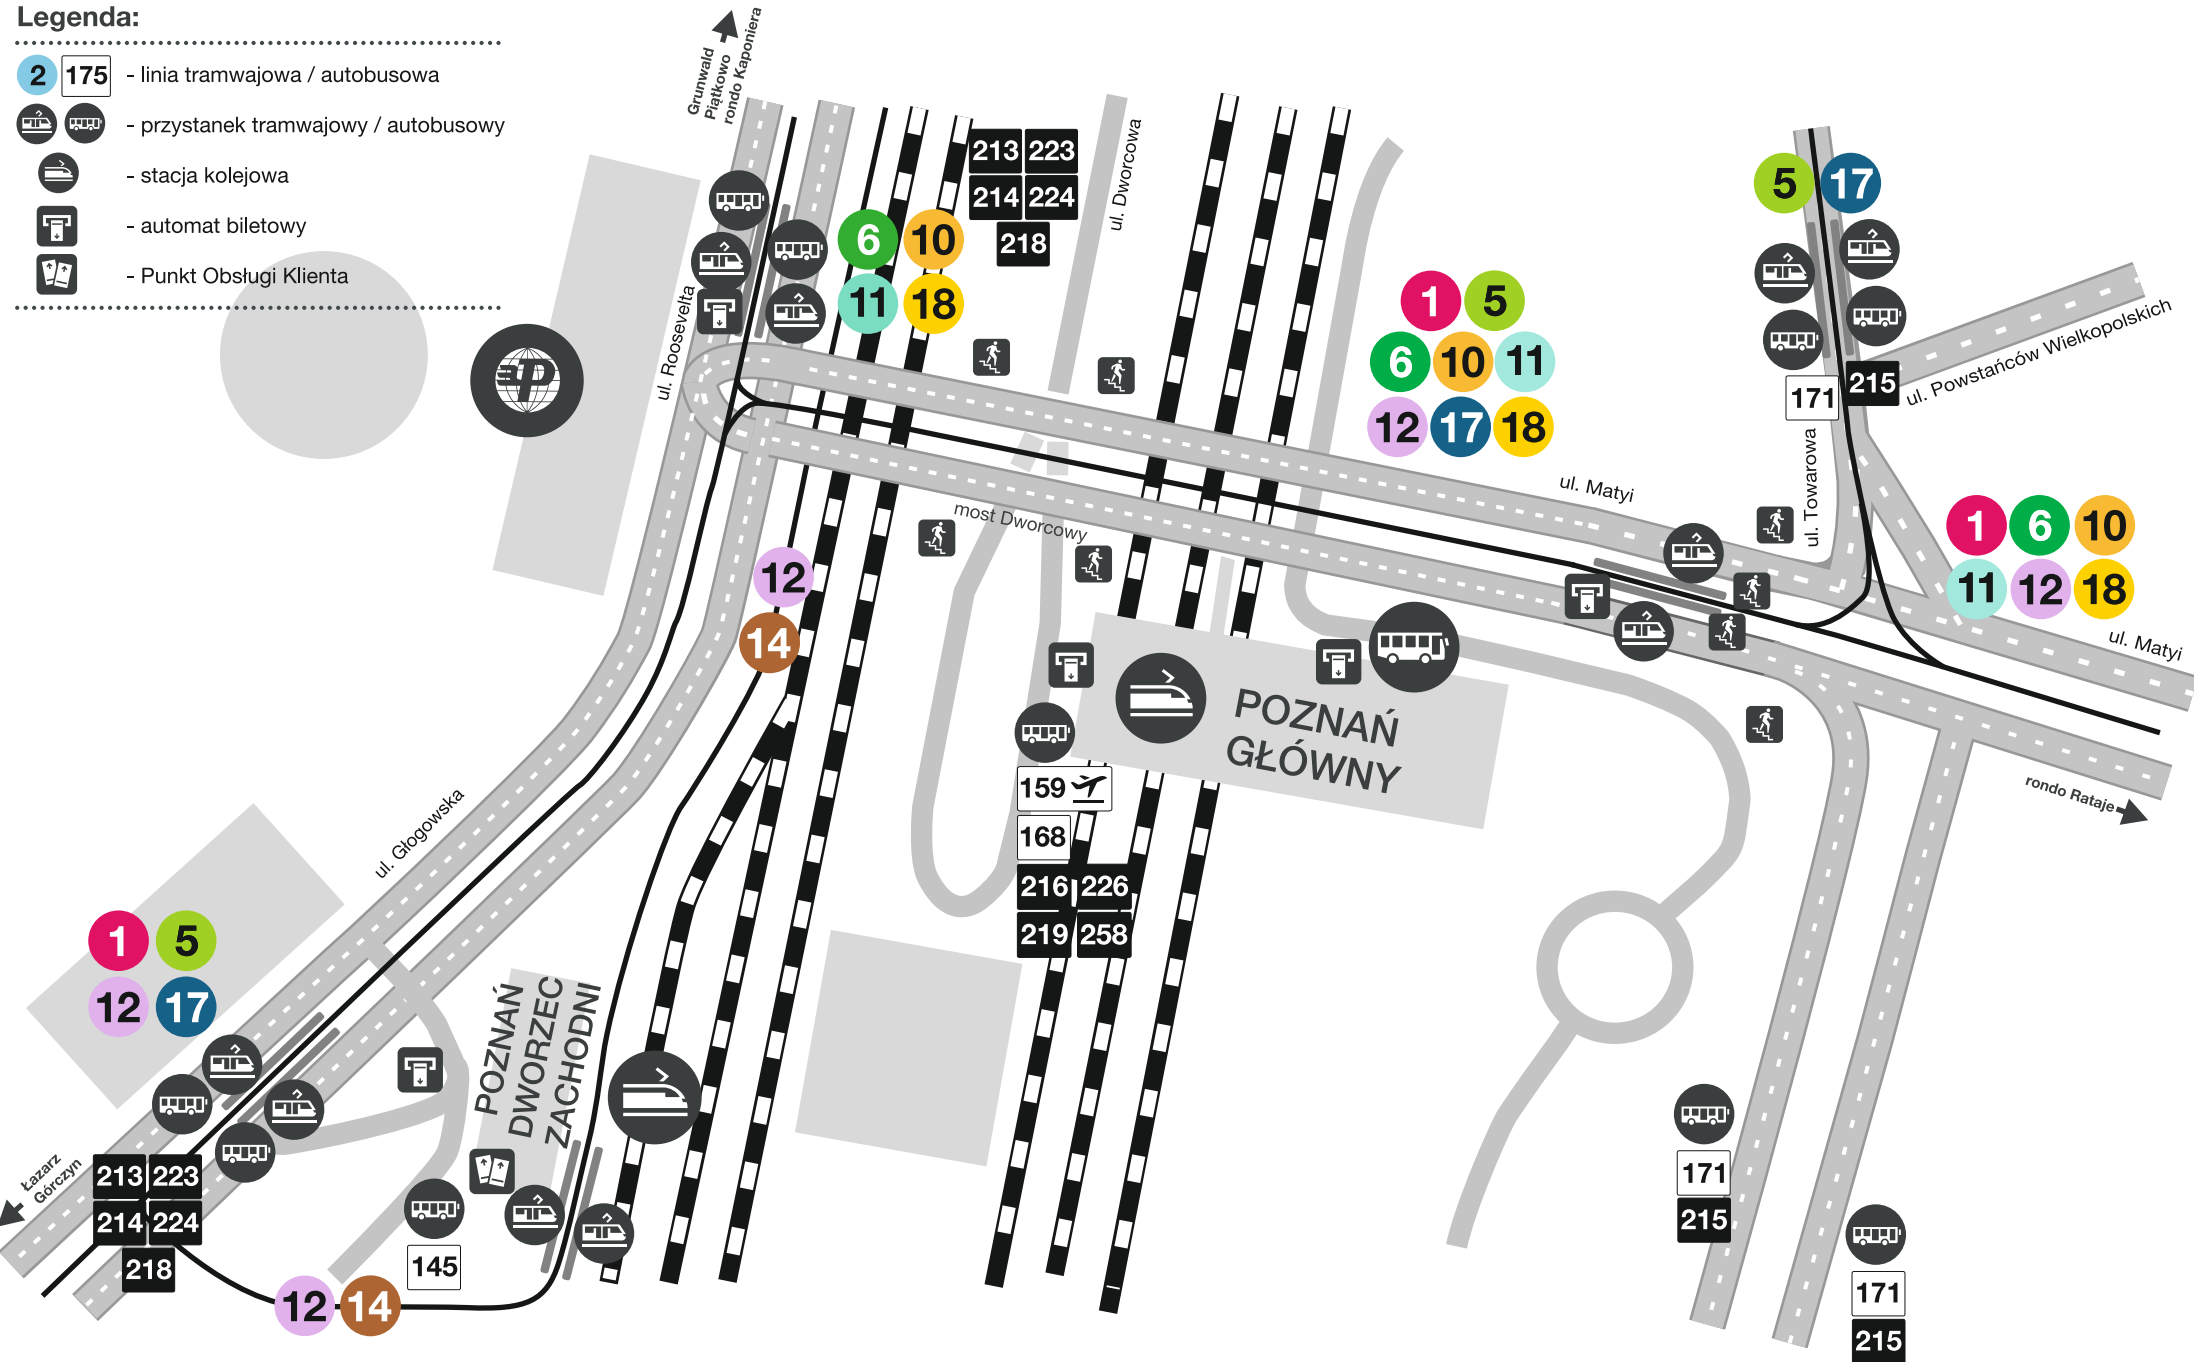 Legenda:
2 175 - linia tramwajowa / autobusowa
- przystanek tramwajowy / autobusowy
- stacja kolejowa
- automat biletowy
- Punkt Obsługi Klienta
Grunwald
Piątkowo
rondo Kaponiera
213 223
214 224
218
6 10
11 18
ul. Dworcowa
ul. Roosevelta
1 5
6 10 11
12 17 18
5 17
171 215
ul. Powstańców Wielkopolskich
ul. Towarowa
ul. Matyi
1 6 10
11 12 18
ul. Matyi
rondo Rataje
most Dworcowy
12
14
POZNAŃ
GŁÓWNY
159
168
216 226
219 258
ul. Głogowska
1 5
12 17
POZNAŃ
DWORZEC
ZACHODNI
Łazarz
Górczyn
213 223
214 224
218
145
12 14
171
215
171
215